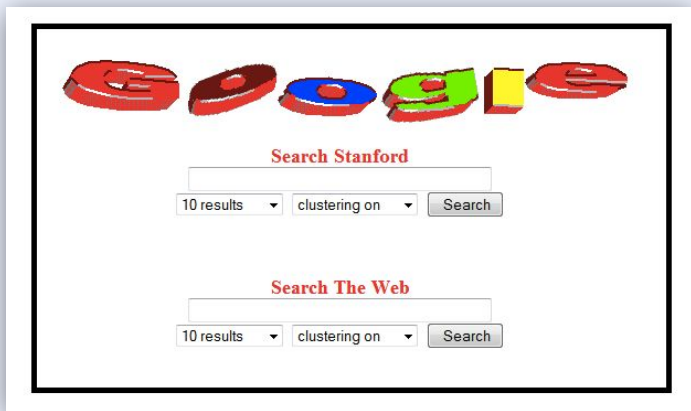 Google
Search Stanford
10 results clustering on Search
Search The Web
10 results clustering on Search